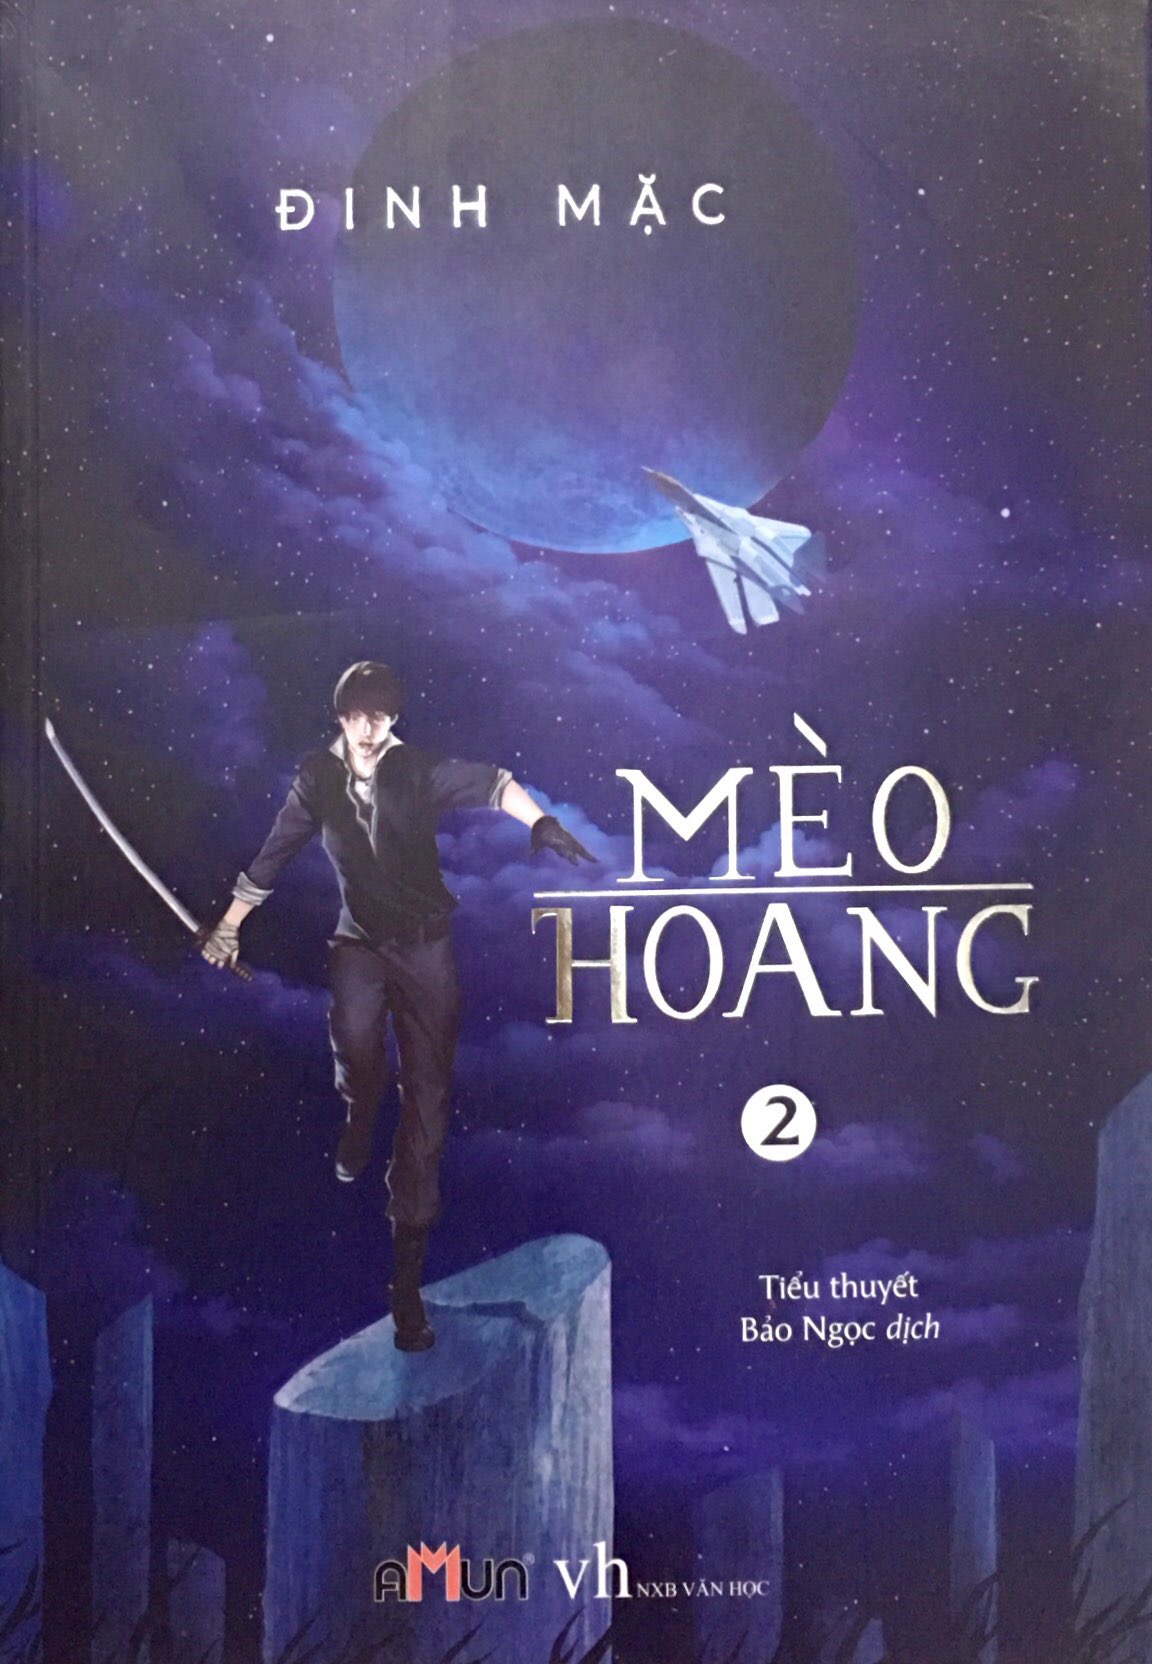 ĐINH MẶC
MÈO
HOANG
2
Tiểu thuyết
Bảo Ngọc dịch
AMUN® vh NXB VĂN HỌC